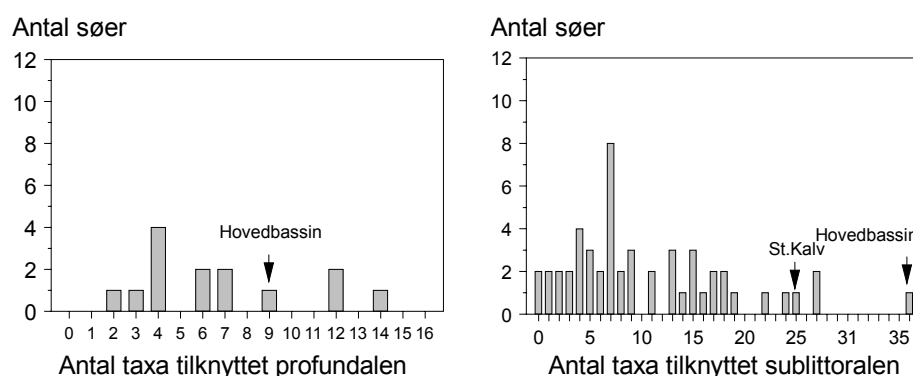 Antal søer
12
10
8
6
4
2
0
Hovedbassin
0 1 2 3 4 5 6 7 8 9 10 11 12 13 14 15 16
Antal taxa tilknyttet profundalen
Antal søer
12
10
8
6
4
2
0
Hovedbassin
St.Kalv
0 5 10 15 20 25 31 35
Antal taxa tilknyttet sublittoralen